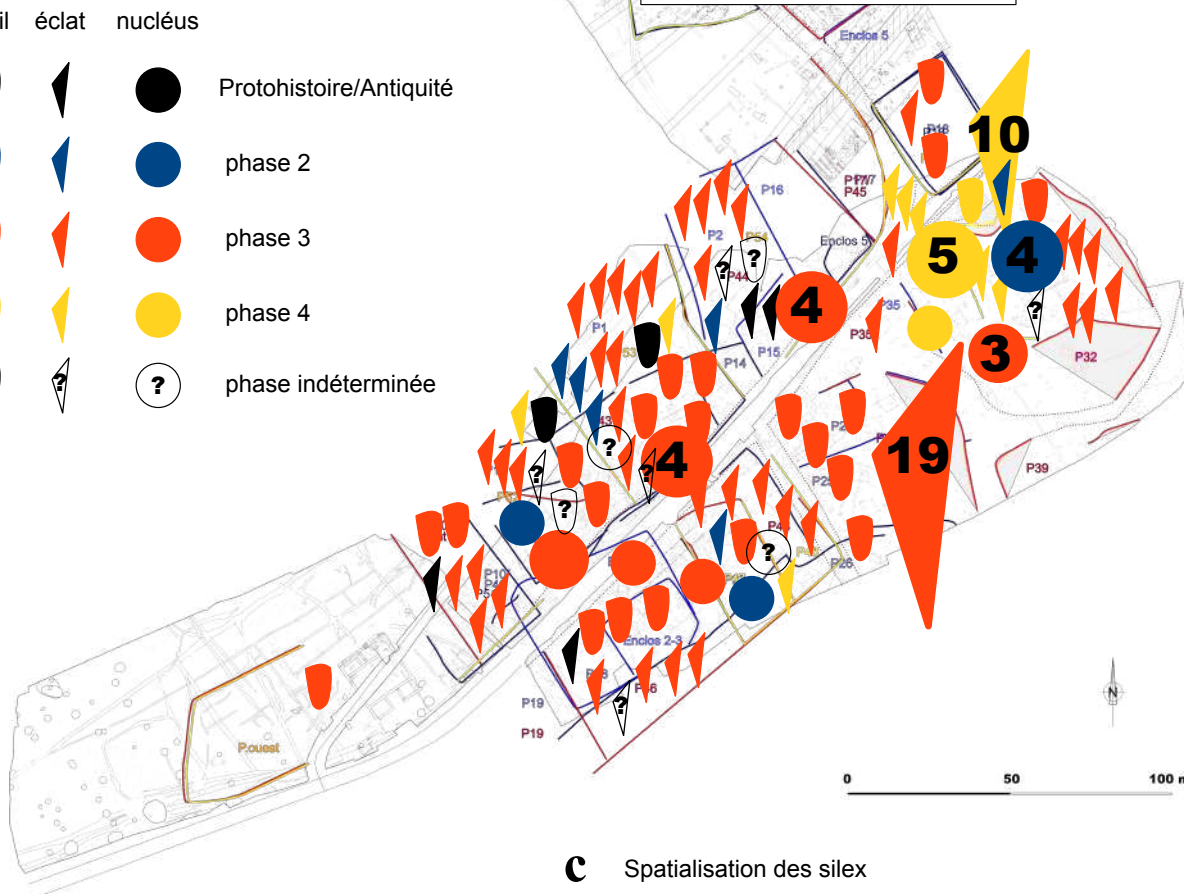 il éclat nucléus
Protohistoire/Antiquité
phase 2
phase 3
phase 4
? ? phase indéterminée
Enclos 5
10
P16
P45
P2
Enclos 5
5
4
P44
?
?
4
?
P35
P1
P15
3
P14
P32
19
?
4
?
?
?
P39
?
P26
Enclos 2-3
P19
?
P19
P.ouest
N
0 50 100 m
c Spatialisation des silex